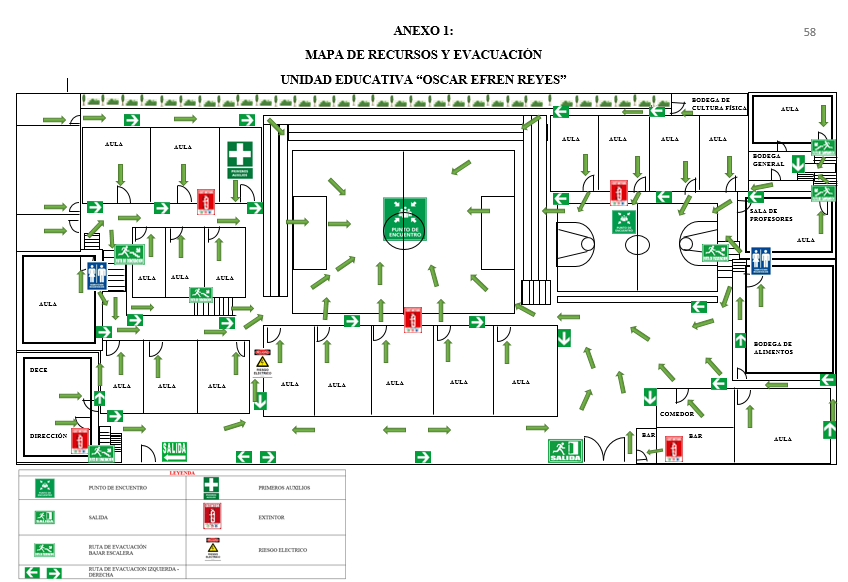 58
ANEXO 1:
MAPA DE RECURSOS Y EVACUACIÓN
UNIDAD EDUCATIVA “OSCAR EFREN REYES”
BODEGA DE
CULTURA FÍSICA
AULA
AULA
AULA
PRIMEROS
AUXILIOS
AULA
AULA
AULA
AULA
BODEGA
GENERAL
PUNTO DE
ENCUENTRO
SALA DE
PROFESORES
AULA
AULA
AULA
AULA
AULA
BODEGA DE
ALIMENTOS
RIESGO
ELECTRICO
DECE
AULA
AULA
AULA
AULA
AULA
AULA
AULA
AULA
COMEDOR
DIRECCIÓN
BAR
BAR
AULA
SALIDA
SALIDA
LEYENDA
PUNTO DE ENCUENTRO
PRIMEROS AUXILIOS
SALIDA
EXTINTOR
RUTA DE EVACUACIÓN
BAJAR ESCALERA
RIESGO ELECTRICO
RUTA DE EVACUACION IZQUIERDA -
DERECHA